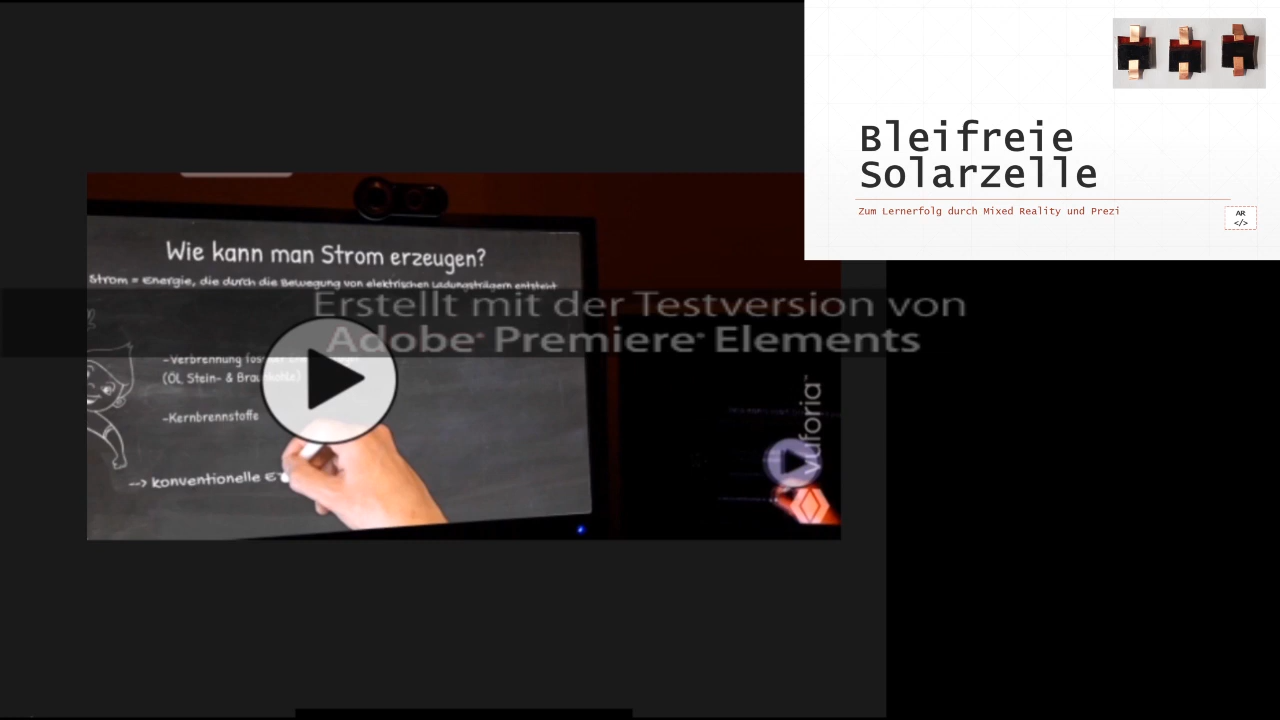 Bleifreie
Solarzelle
Zum Lernerfolg durch Mixed Reality und Prezi
AR
</>
Wie kann man Strom erzeugen?
Strom = Energie, die durch die Bewegung von elektrischen Ladungsträgern entsteht
Erstellt mit der Testversion von
Adobe Premiere Elements
-Verbrennung
(ÖL Stein- & Braunkohle)
-Kernbrennstoffe
--> konventionelle
vuforia™